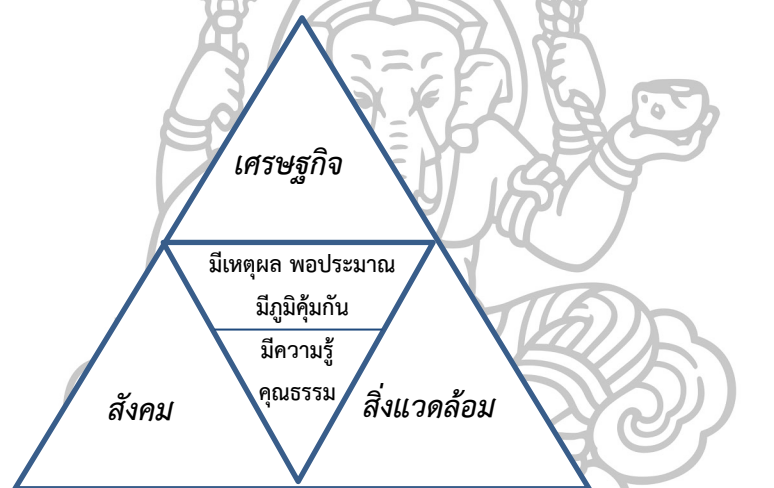 เศรษฐกิจ
มีเหตุผล พอประมาณ
มีภูมิคุ้มกัน
มีความรู้
คุณธรรม
สังคม
สิ่งแวดล้อม